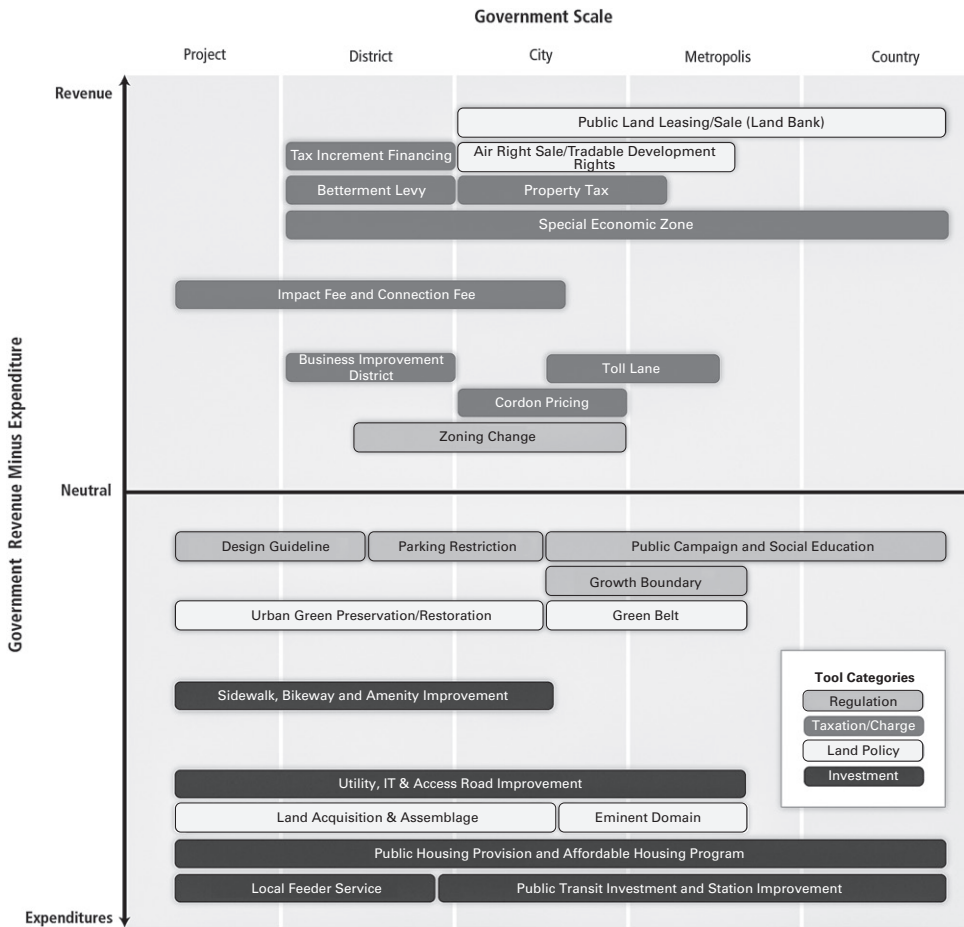 Government Scale
Project District City Metropolis Country
Revenue
Public Land Leasing/Sale (Land Bank)
Tax Increment Financing
Air Right Sale/Tradable Development
Rights
Betterment Levy
Property Tax
Special Economic Zone
Impact Fee and Connection Fee
Business Improvement
District
Toll Lane
Cordon Pricing
Zoning Change
Government Revenue Minus Expenditure
Neutral
Design Guideline
Parking Restriction
Public Campaign and Social Education
Growth Boundary
Urban Green Preservation/Restoration
Green Belt
Sidewalk, Bikeway and Amenity Improvement
Tool Categories
Regulation
Taxation/Charge
Land Policy
Investment
Utility, IT & Access Road Improvement
Land Acquisition & Assemblage
Eminent Domain
Public Housing Provision and Affordable Housing Program
Local Feeder Service
Public Transit Investment and Station Improvement
Expenditures